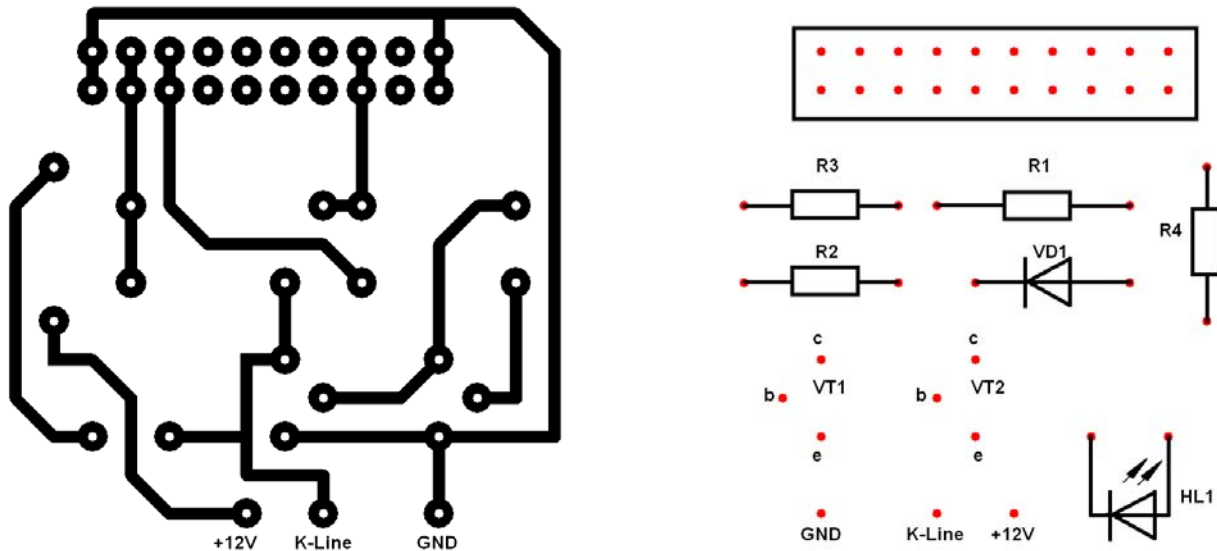 R3 R1
R4
R2 VD1
c c
VT1 VT2
b b
e e
HL1
+12V K-Line GND GND K-Line +12V